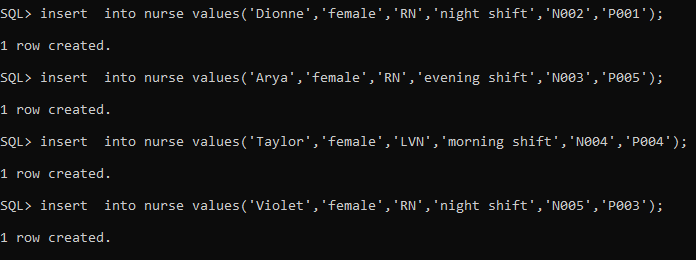 SQL> insert  into nurse values('Dionne','female','RN','night shift','N002','P001');
1 row created.
SQL> insert  into nurse values('Arya','female','RN','evening shift','N003','P005');
1 row created.
SQL> insert  into nurse values('Taylor','female','LVN','morning shift','N004','P004');
1 row created.
SQL> insert  into nurse values('Violet','female','RN','night shift','N005','P003');
1 row created.